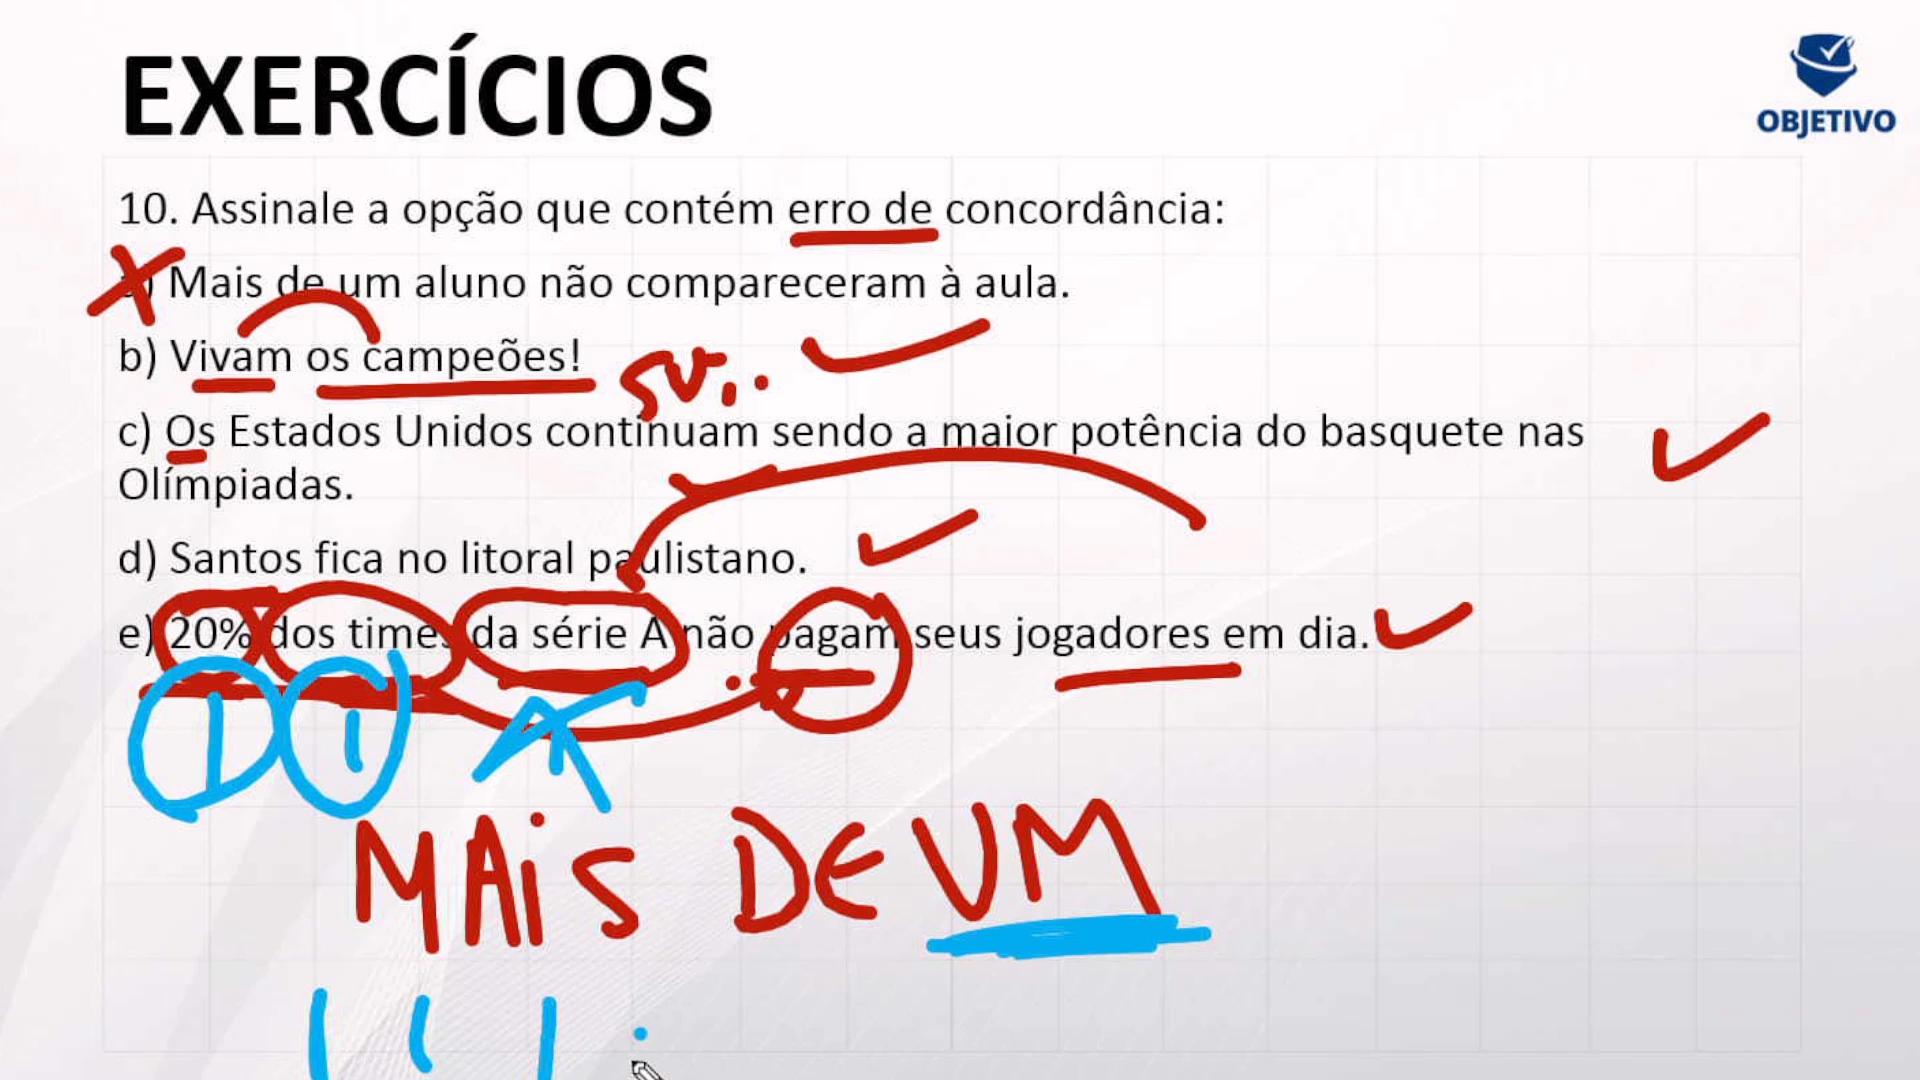 EXERCÍCIOS
OBJETIVO
10. Assinale a opção que contém erro de concordância:
a) Mais de um aluno não compareceram à aula.
b) Vivam os campeões!
c) Os Estados Unidos continuam sendo a maior potência do basquete nas
Olímpiadas.
d) Santos fica no litoral paulistano.
e) 20% dos times da série A não pagam seus jogadores em dia.
MAiS DE UM